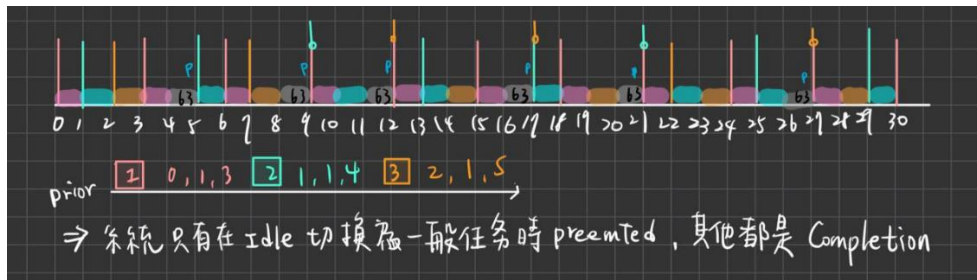 P P P P P P
63 63 63 63 63 63
0 1 2 3 4 5 6 7 8 9 10 11 12 13 14 15 16 17 18 19 20 21 22 23 24 25 26 27 28 29 30
prior 1 0,1,3 2 1,1,4 3 2,1,5
⇒ 系統只有在 Idle 切換為一般任務時 preemted, 其他都是 Completion